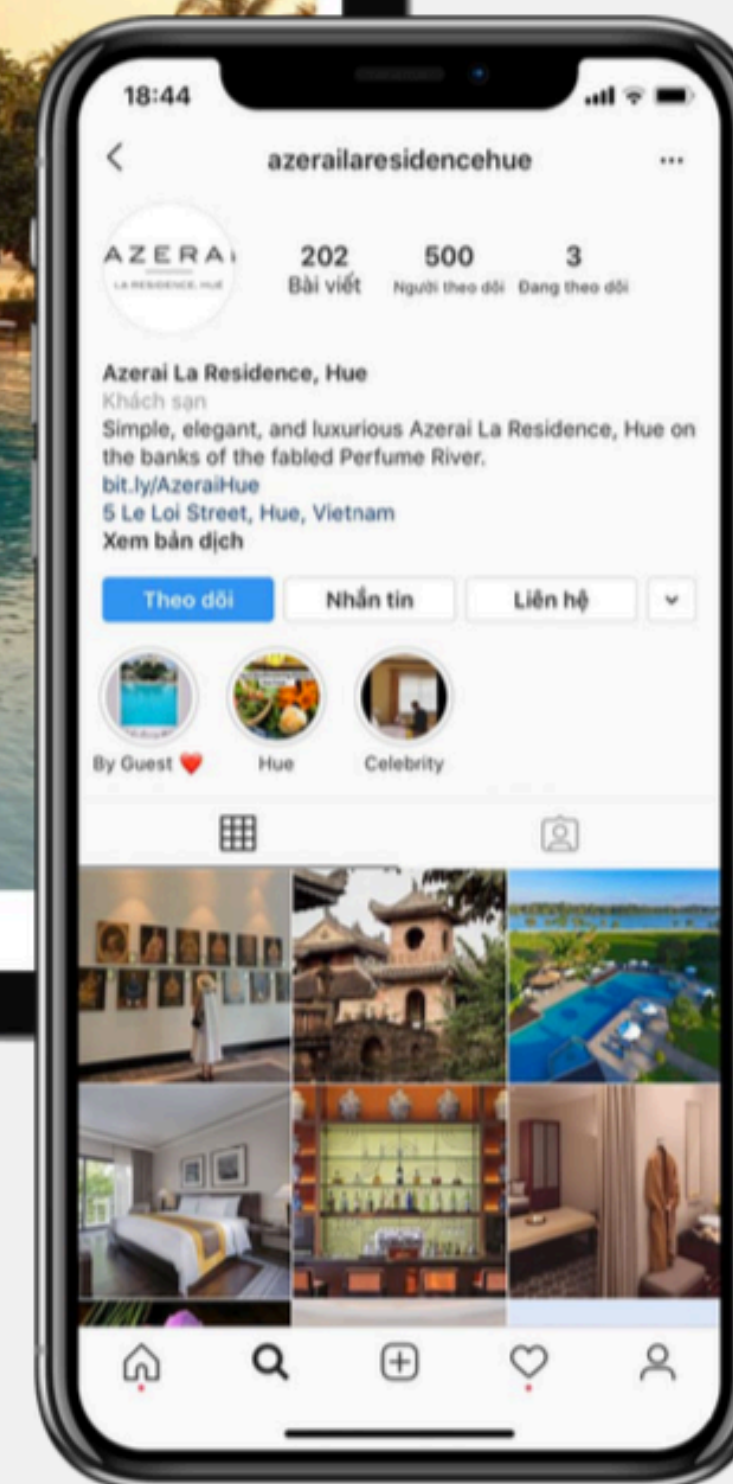 18:44
azerailaresidencehue
AZERAI
LA RESIDENCE, HUE
202 500 3
Bài viết Người theo dõi Đang theo dõi
Azerai La Residence, Hue
Khách sạn
Simple, elegant, and luxurious Azerai La Residence, Hue on
the banks of the fabled Perfume River.
bit.ly/AzeraiHue
5 Le Loi Street, Hue, Vietnam
Xem bản dịch
Theo dõi Nhắn tin Liên hệ
By Guest ❤️ Hue Celebrity